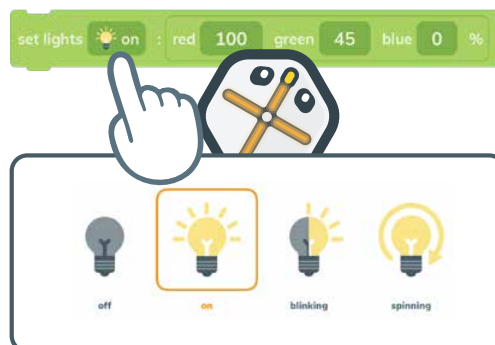 set lights on : red 100 green 45 blue 0 %
off on blinking spinning